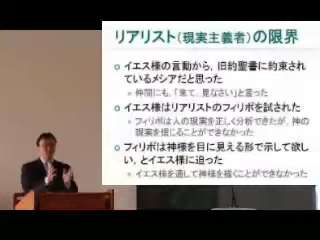 リアリスト(現実主義者)の限界
イエス様の言動から，旧約聖書に約束され
ているメシアだと思った
仲間にも，「来て，見なさい」と言った
イエス様はリアリストのフィリポを試された
フィリポは人の現実を正しく分析できたが，神の
現実を信じることができなかった
フィリポは神様を目に見える形で示して欲し
い，とイエス様に迫った
イエス様を通して神様を描くことができなかった